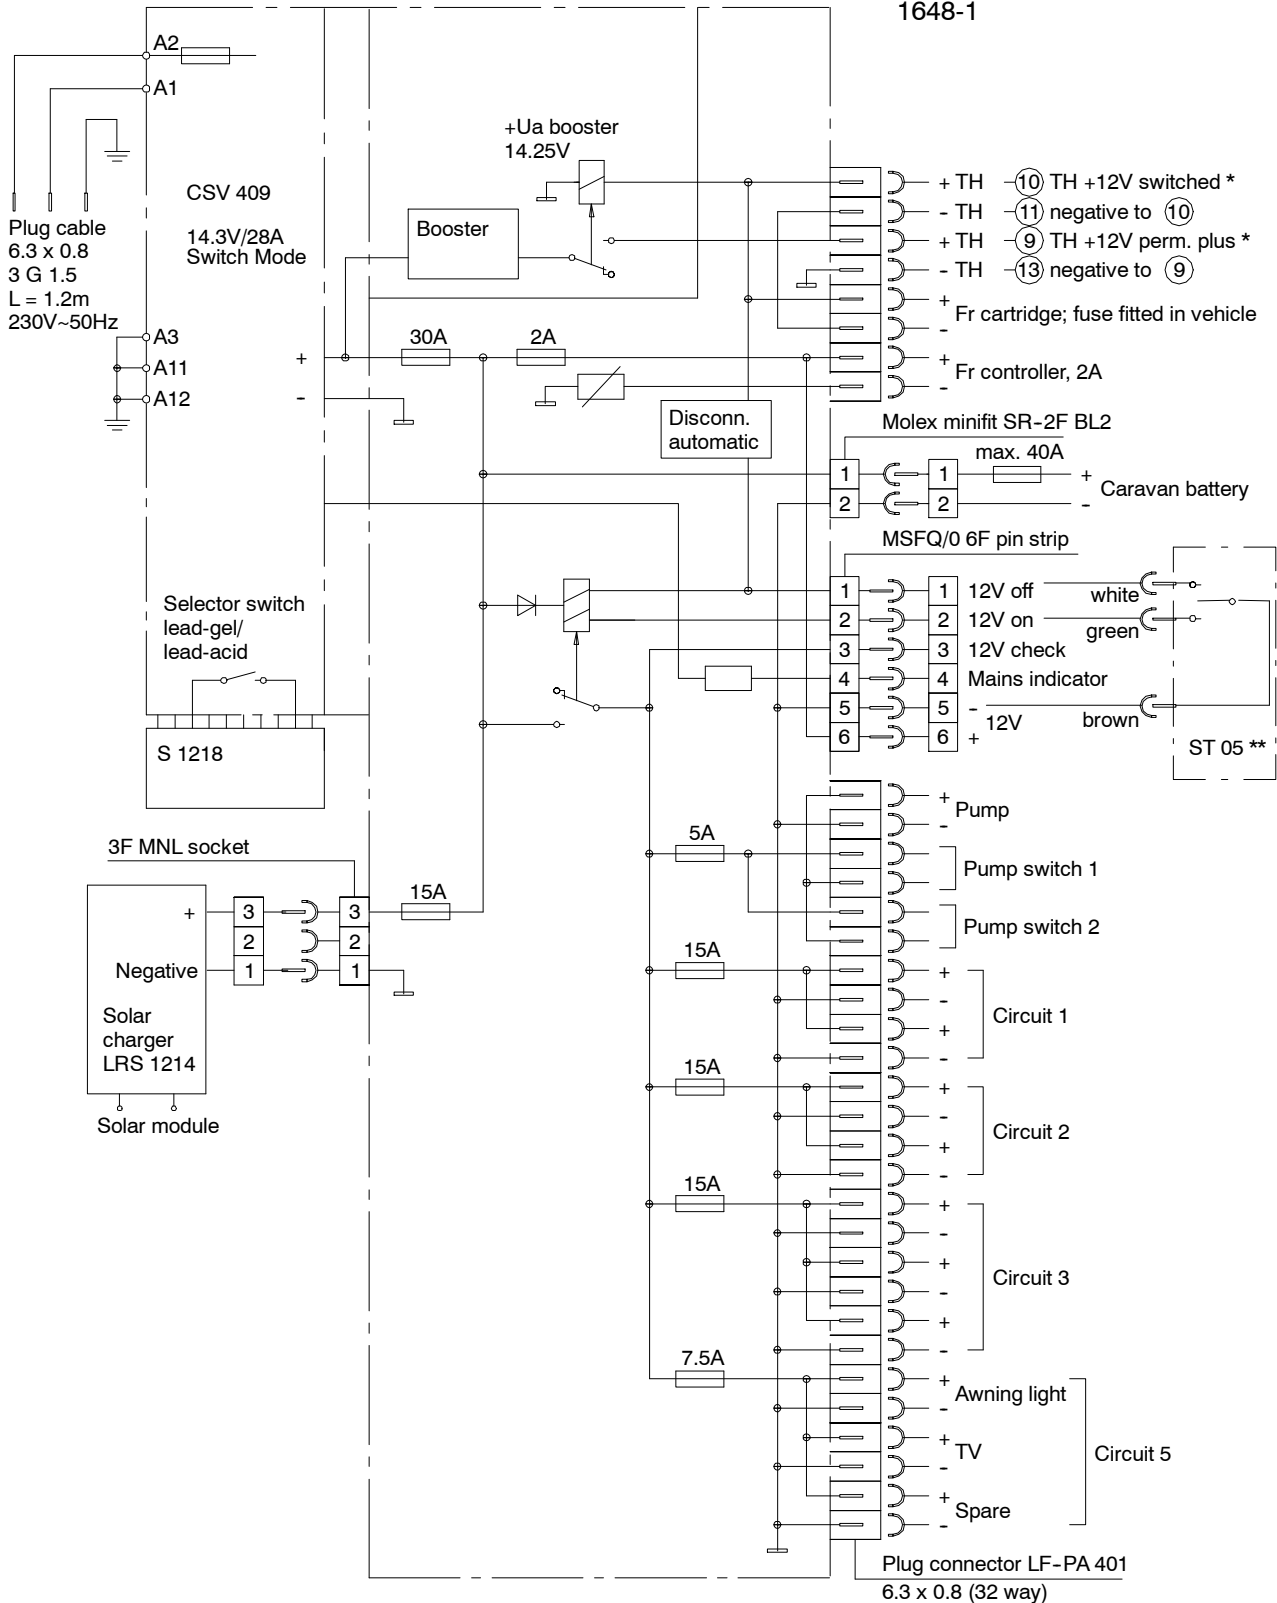 1648-1
A2
A1
+Ua booster
14.25V
CSV 409
14.3V/28A
Switch Mode
Booster
Plug cable
6.3 x 0.8
3 G 1.5
L = 1.2m
230V~50Hz
+ TH 10 TH +12V switched *
- TH 11 negative to 10
+ TH 9 TH +12V perm. plus *
- TH 13 negative to 9
+
Fr cartridge; fuse fitted in vehicle
-
A3
A11
A12
+
-
30A
2A
+
Fr controller, 2A
-
Disconn.
automatic
Molex minifit SR-2F BL2
max. 40A
1 1 +
Caravan battery
2 2 -
MSFQ/0 6F pin strip
1 1 12V off white
2 2 12V on green
3 3 12V check
4 4 Mains indicator
5 5 - brown
12V
6 6 +
ST 05 **
Selector switch
lead-gel/
lead-acid
S 1218
+
Pump
-
5A
Pump switch 1
Pump switch 2
3F MNL socket
15A
+ 3 3
2 2
Negative 1 1
Solar
charger
LRS 1214
Solar module
15A
+
-
Circuit 1
+
-
15A
+
-
Circuit 2
+
-
15A
+
-
+
Circuit 3
-
+
-
7.5A
+
Awning light
-
+
TV
-
Circuit 5
+
Spare
-
Plug connector LF-PA 401
6.3 x 0.8 (32 way)